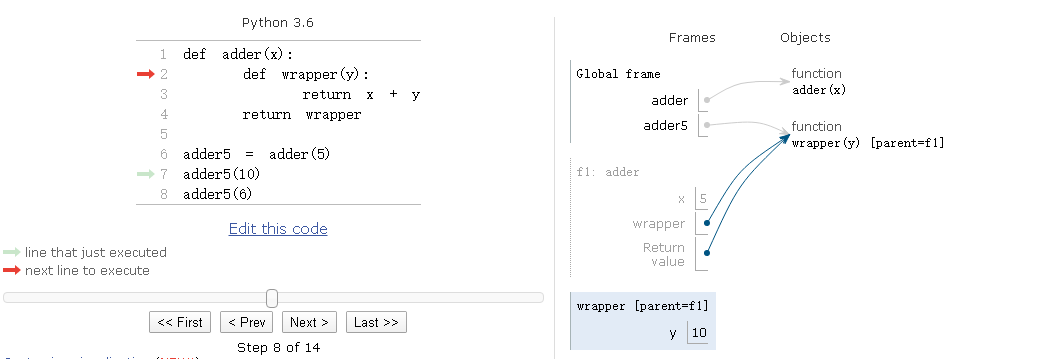 Python 3.6
1 def adder(x):
2 def wrapper(y):
3 return x + y
4 return wrapper
5
6 adder5 = adder(5)
7 adder5(10)
8 adder5(6)
Edit this code
line that just executed
next line to execute
<< First < Prev Next > Last >>
Step 8 of 14
Frames Objects
Global frame
adder
adder5
function
adder(x)
function
wrapper(y) [parent=f1]
f1: adder
x 5
wrapper
Return
value
wrapper [parent=f1]
y 10